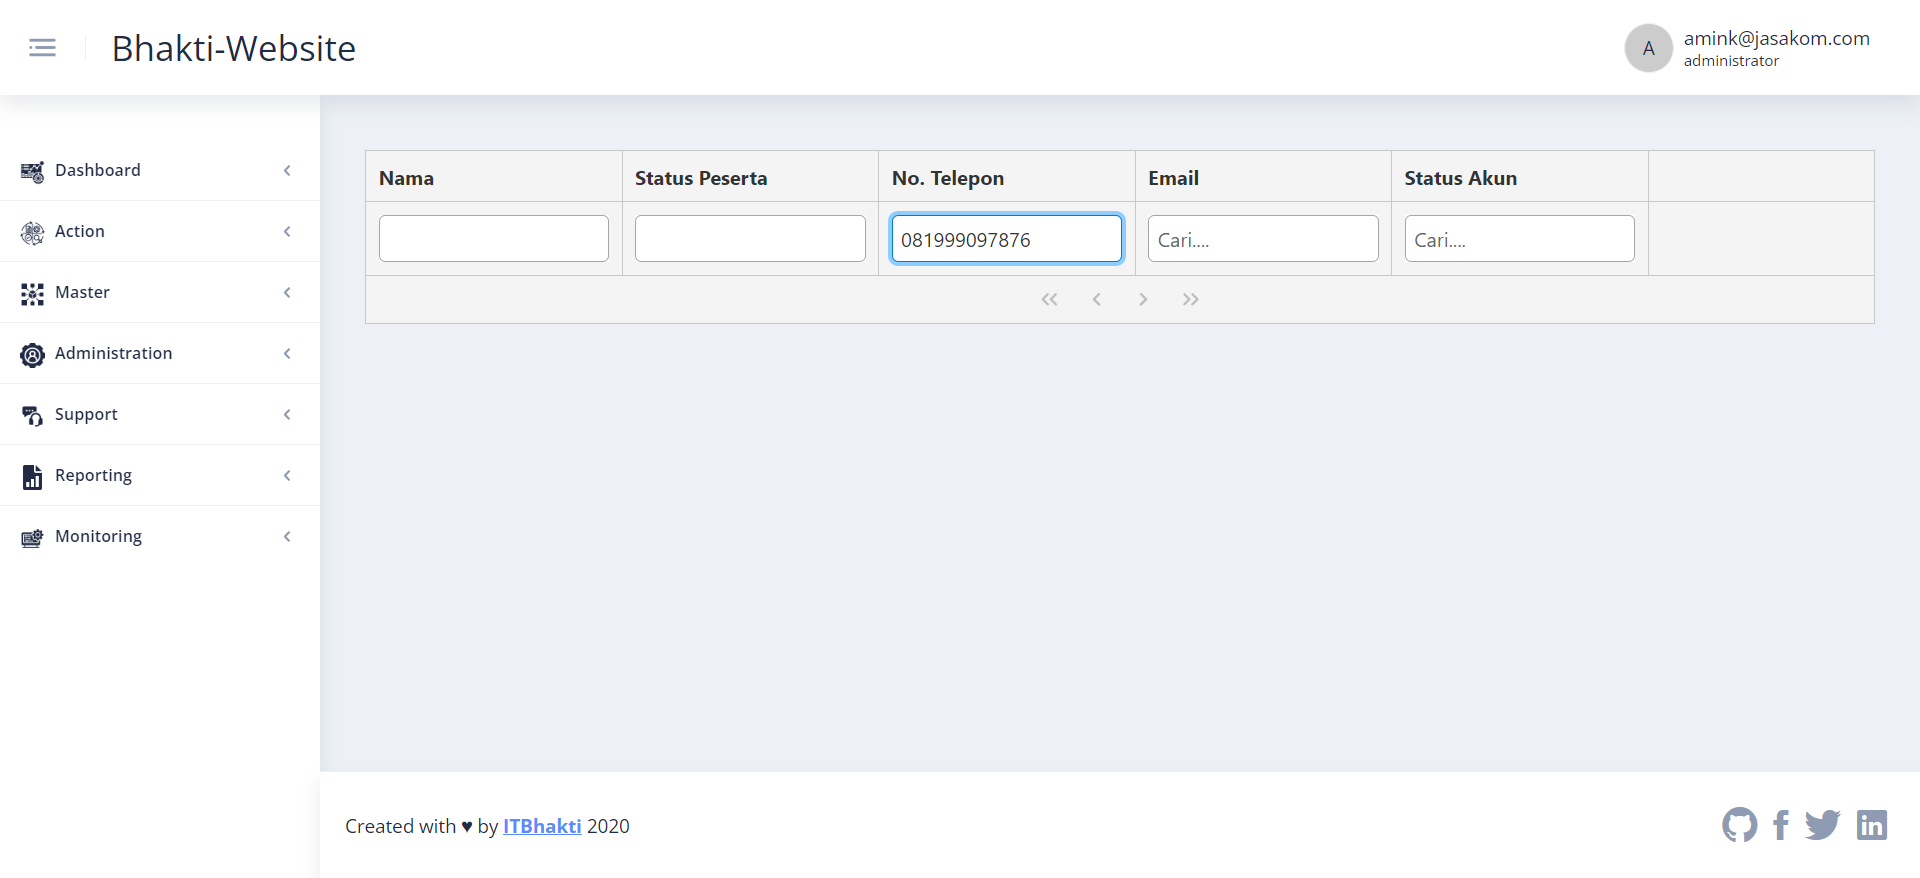 Bhakti-Website
A
amink@jasakom.com
administrator
Dashboard
Action
Master
Administration
Support
Reporting
Monitoring
Nama Status Peserta No. Telepon Email Status Akun
081999097876 Cari.... Cari....
Created with ♥ by ITBhakti 2020